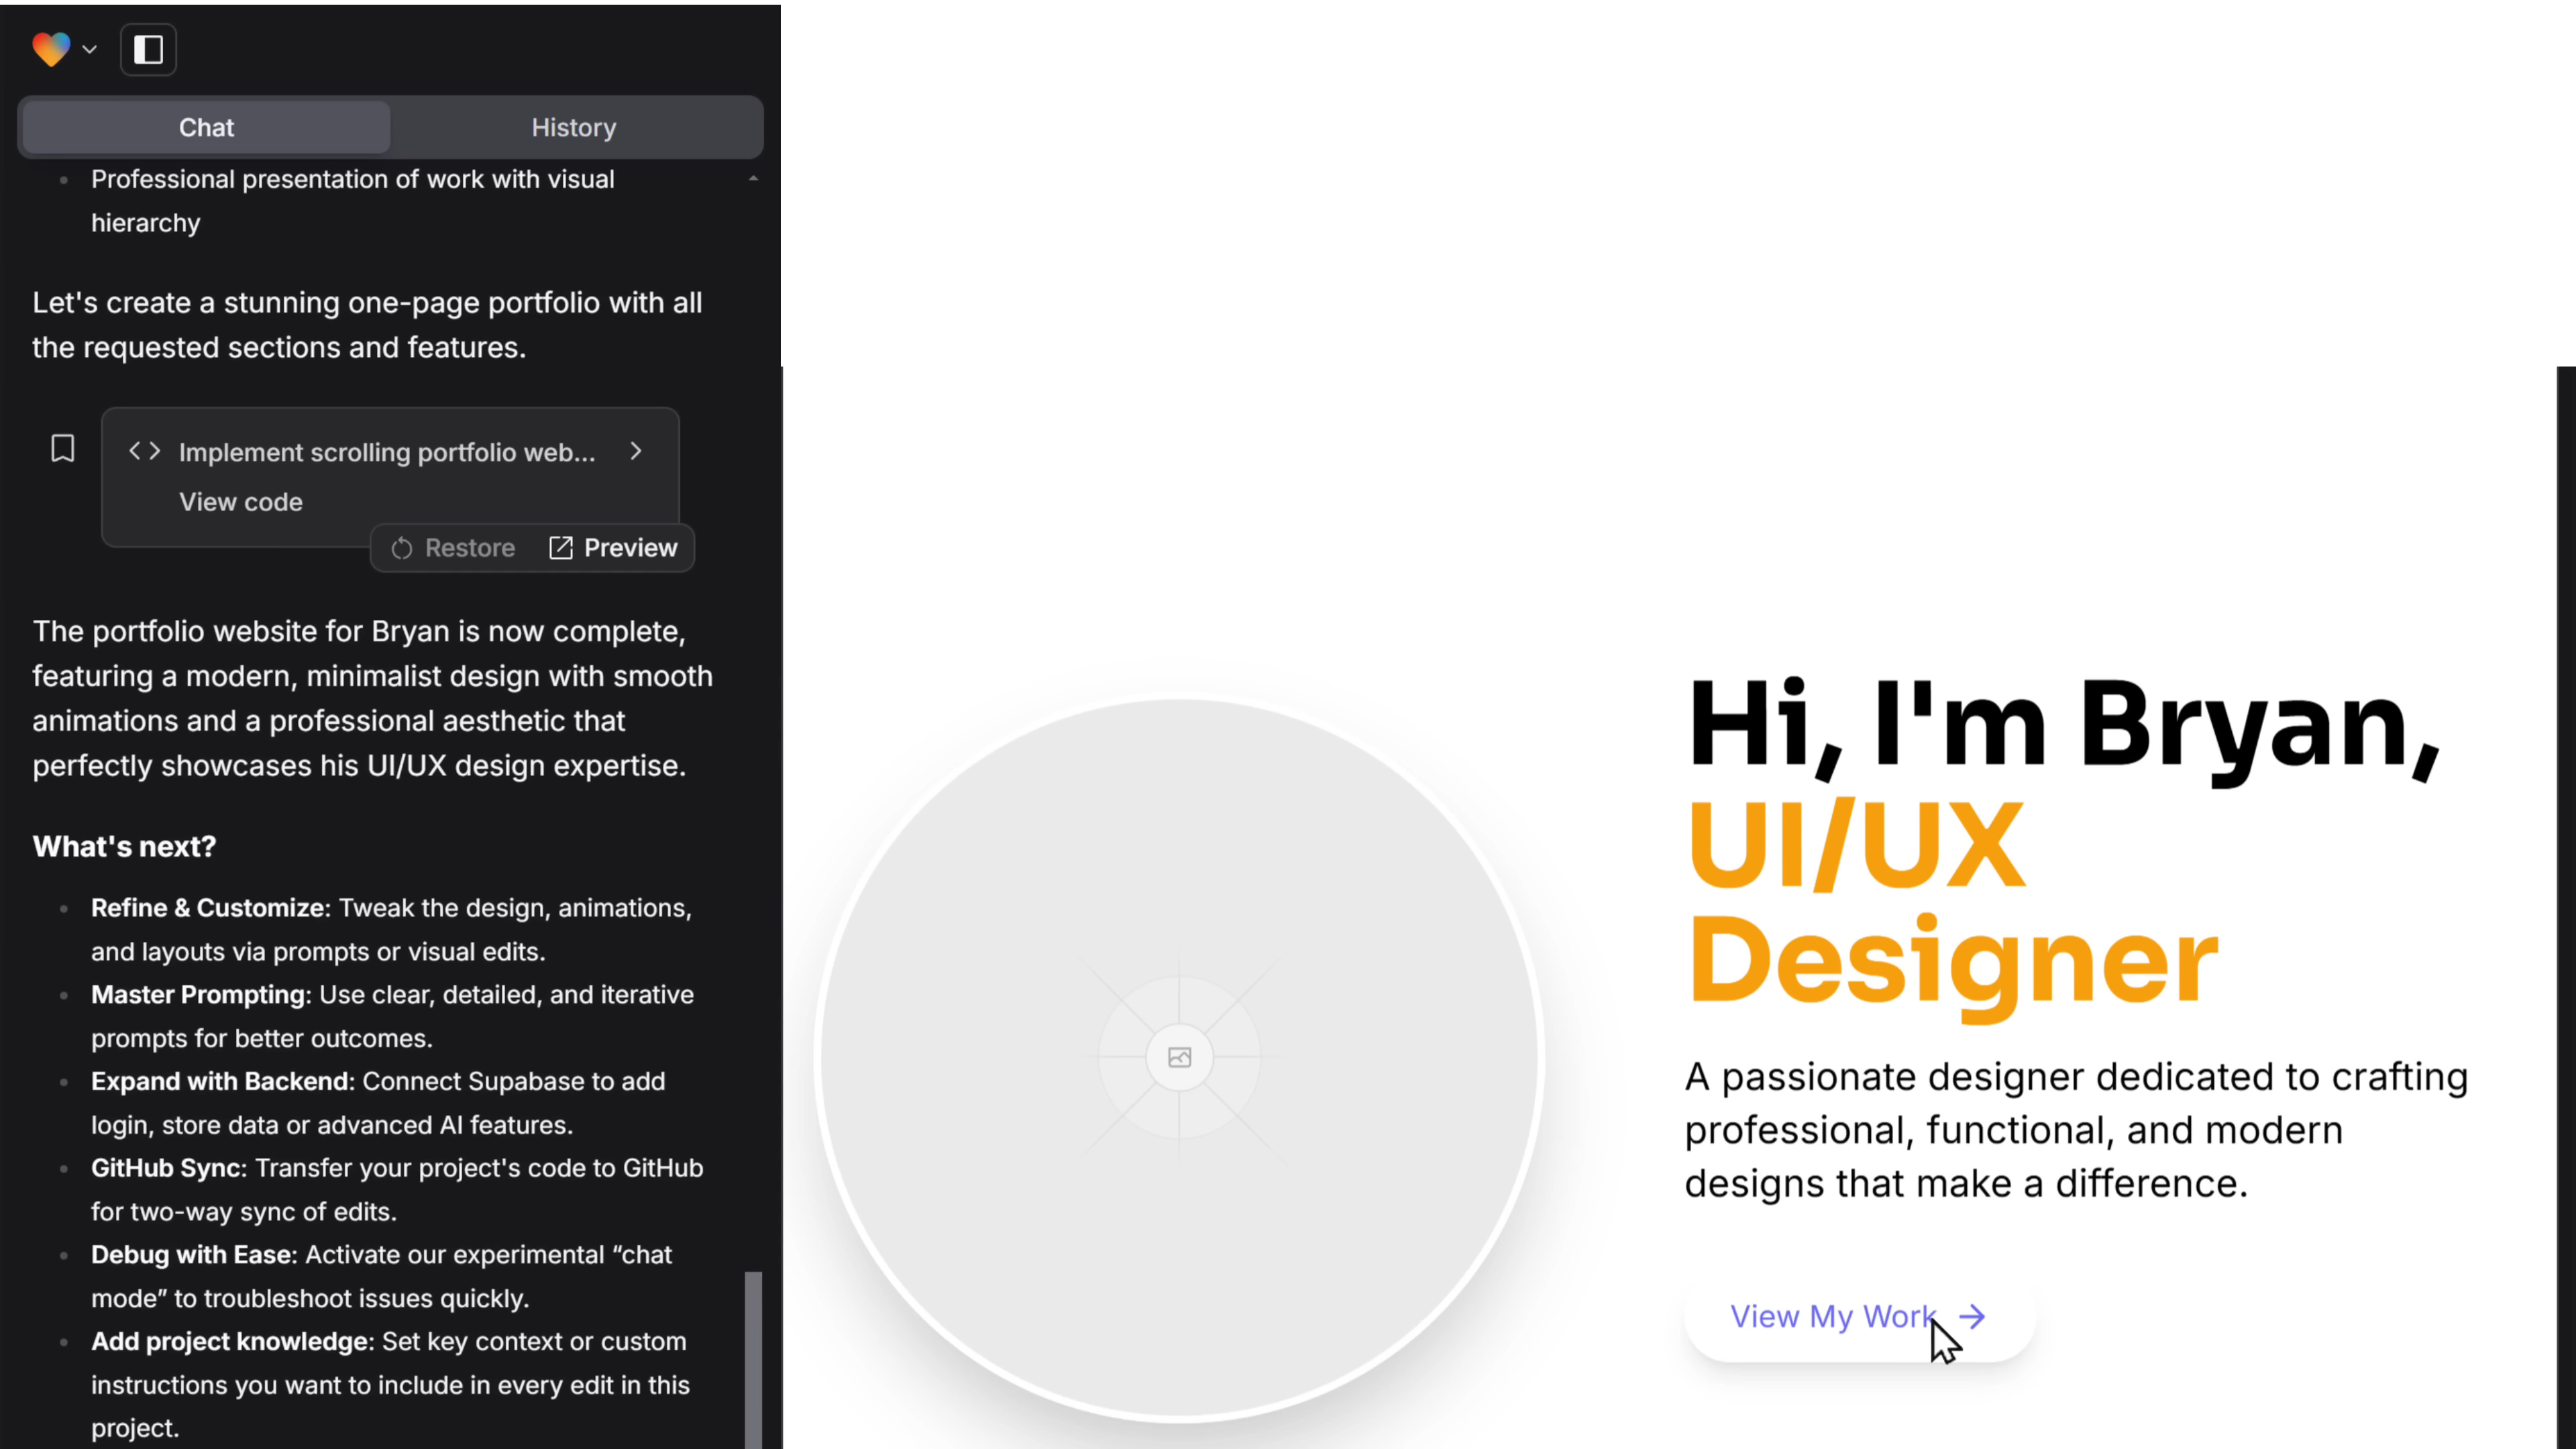 Chat
History
Professional presentation of work with visual
hierarchy
Let's create a stunning one-page portfolio with all
the requested sections and features.
Implement scrolling portfolio web...
View code
Restore
Preview
The portfolio website for Bryan is now complete,
featuring a modern, minimalist design with smooth
animations and a professional aesthetic that
perfectly showcases his UI/UX design expertise.
What's next?
Refine & Customize: Tweak the design, animations,
and layouts via prompts or visual edits.
Master Prompting: Use clear, detailed, and iterative
prompts for better outcomes.
Expand with Backend: Connect Supabase to add
login, store data or advanced AI features.
GitHub Sync: Transfer your project's code to GitHub
for two-way sync of edits.
Debug with Ease: Activate our experimental “chat
mode” to troubleshoot issues quickly.
Add project knowledge: Set key context or custom
instructions you want to include in every edit in this
project.
Hi, I'm Bryan,
UI/UX
Designer
A passionate designer dedicated to crafting
professional, functional, and modern
designs that make a difference.
View My Work